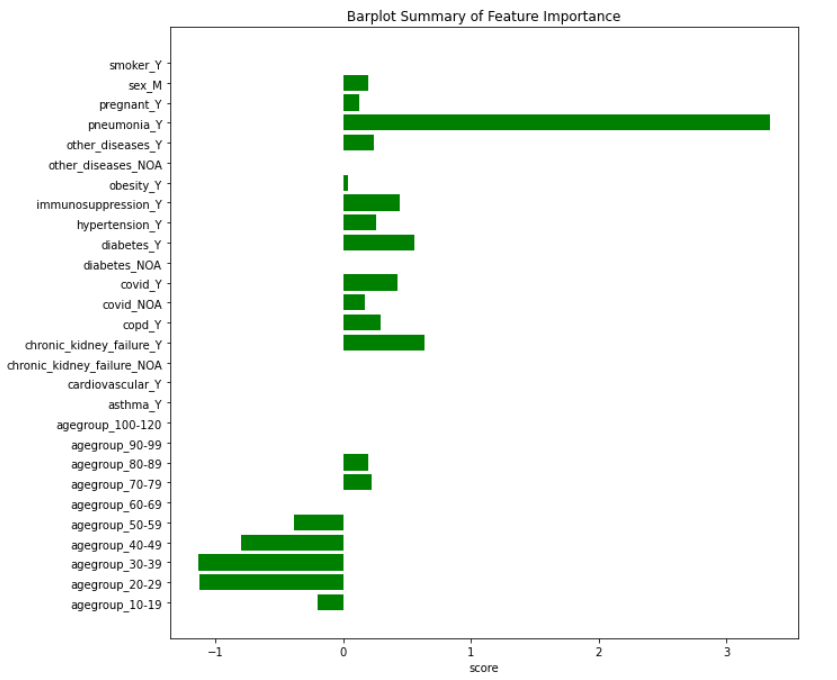 Barplot Summary of Feature Importance
smoker_Y
sex_M
pregnant_Y
pneumonia_Y
other_diseases_Y
other_diseases_NOA
obesity_Y
immunosuppression_Y
hypertension_Y
diabetes_Y
diabetes_NOA
covid_Y
covid_NOA
copd_Y
chronic_kidney_failure_Y
chronic_kidney_failure_NOA
cardiovascular_Y
asthma_Y
agegroup_100-120
agegroup_90-99
agegroup_80-89
agegroup_70-79
agegroup_60-69
agegroup_50-59
agegroup_40-49
agegroup_30-39
agegroup_20-29
agegroup_10-19
−1 0 1 2 3
score